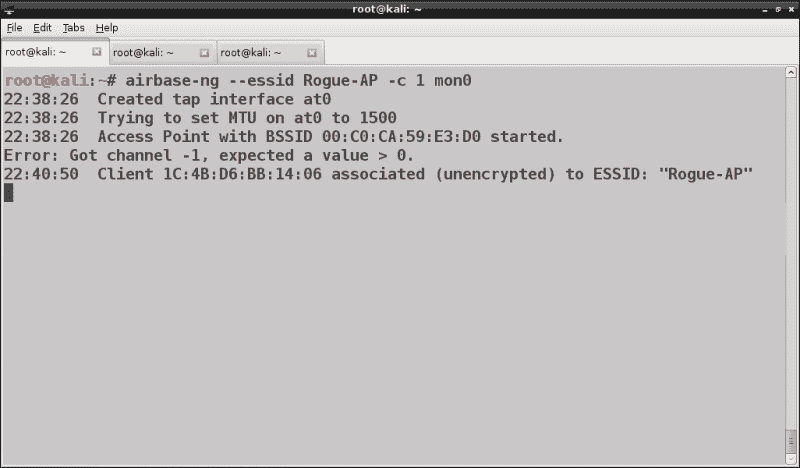 root@kali: ~
File Edit Tabs Help
root@kali: ~ root@kali: ~ root@kali: ~
root@kali:~# airbase-ng --essid Rogue-AP -c 1 mon0
22:38:26  Created tap interface at0
22:38:26  Trying to set MTU on at0 to 1500
22:38:26  Access Point with BSSID 00:C0:CA:59:E3:D0 started.
Error: Got channel -1, expected a value > 0.
22:40:50  Client 1C:4B:D6:BB:14:06 associated (unencrypted) to ESSID: "Rogue-AP"